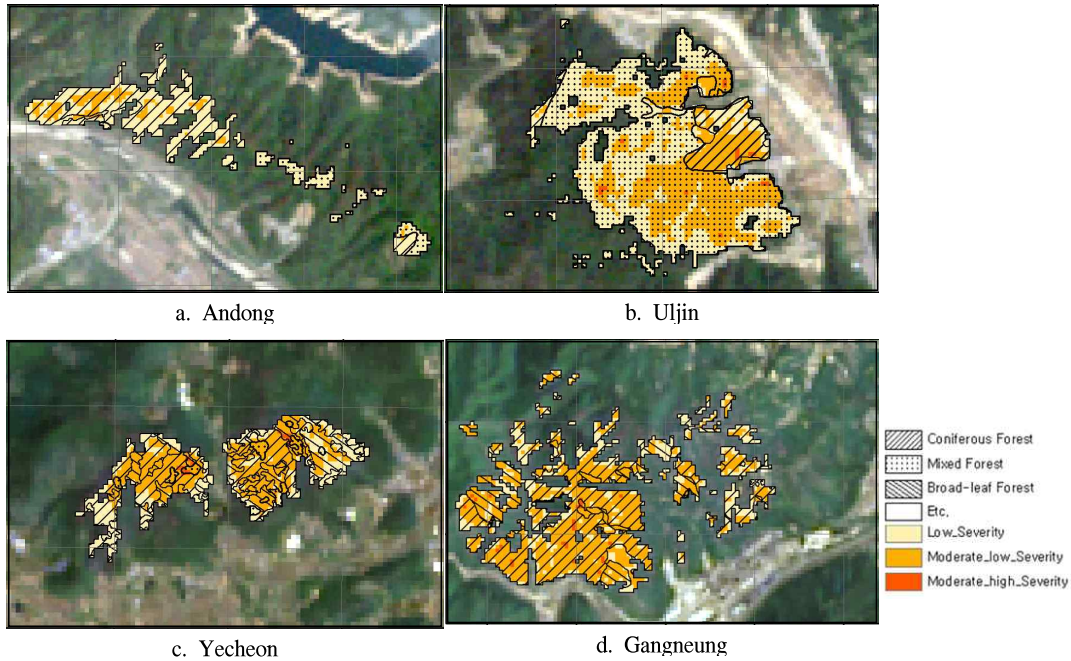 a. Andong
b. Uljin
Coniferous Forest
Mixed Forest
Broad-leaf Forest
Etc,
Low_Severity
Moderate_low_Severity
Moderate_high_Severity
c. Yecheon
d. Gangneung